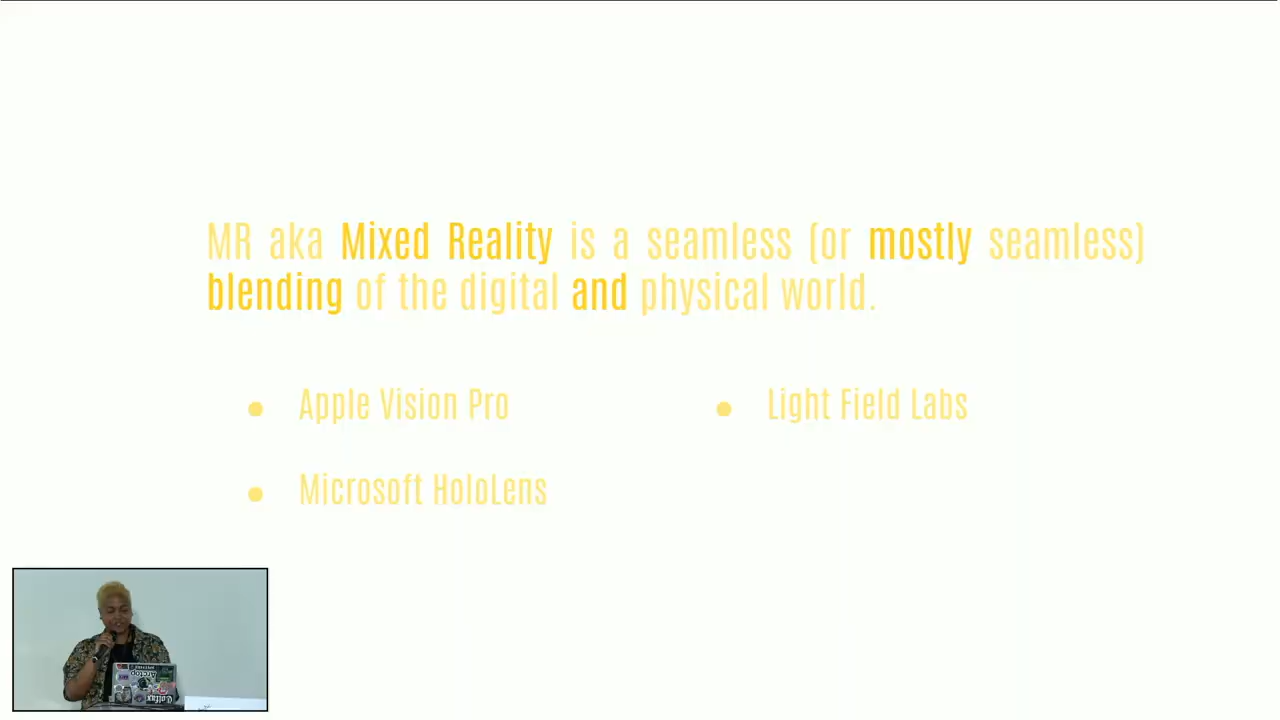 MR aka Mixed Reality is a seamless (or mostly seamless)
blending of the digital and physical world.
Apple Vision Pro
Light Field Labs
Microsoft HoloLens